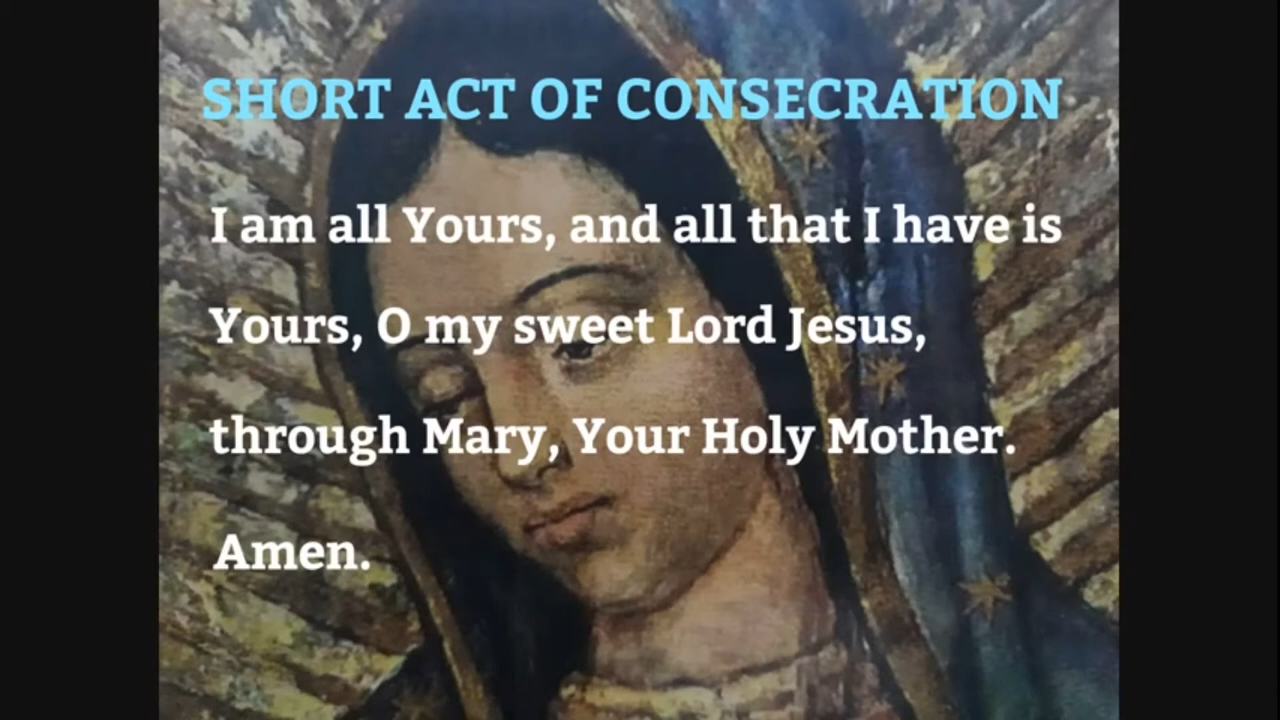 SHORT ACT OF CONSECRATION
I am all Yours, and all that I have is
Yours, O my sweet Lord Jesus,
through Mary, Your Holy Mother.
Amen.